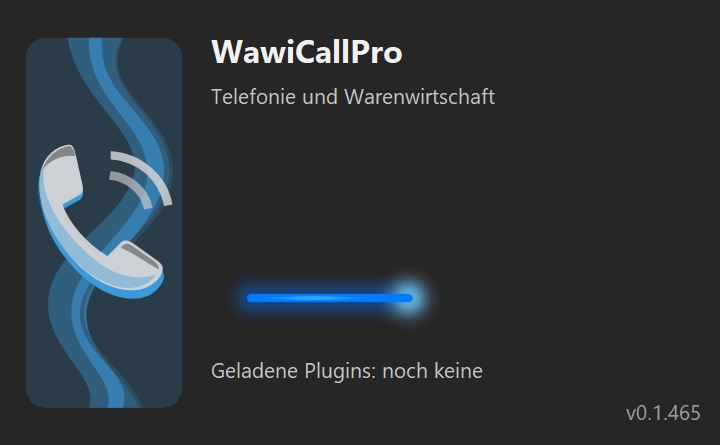 WawiCallPro
Telefonie und Warenwirtschaft
Geladene Plugins: noch keine
v0.1.465